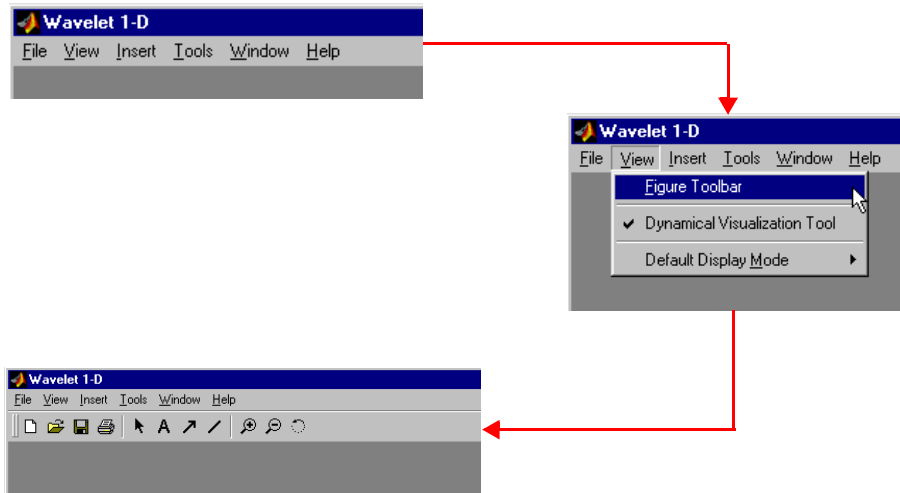 Wavelet 1-D
File View Insert Tools Window Help
Wavelet 1-D
File View Insert Tools Window Help
Figure Toolbar
✔ Dynamical Visualization Tool
Default Display Mode
Wavelet 1-D
File View Insert Tools Window Help
A